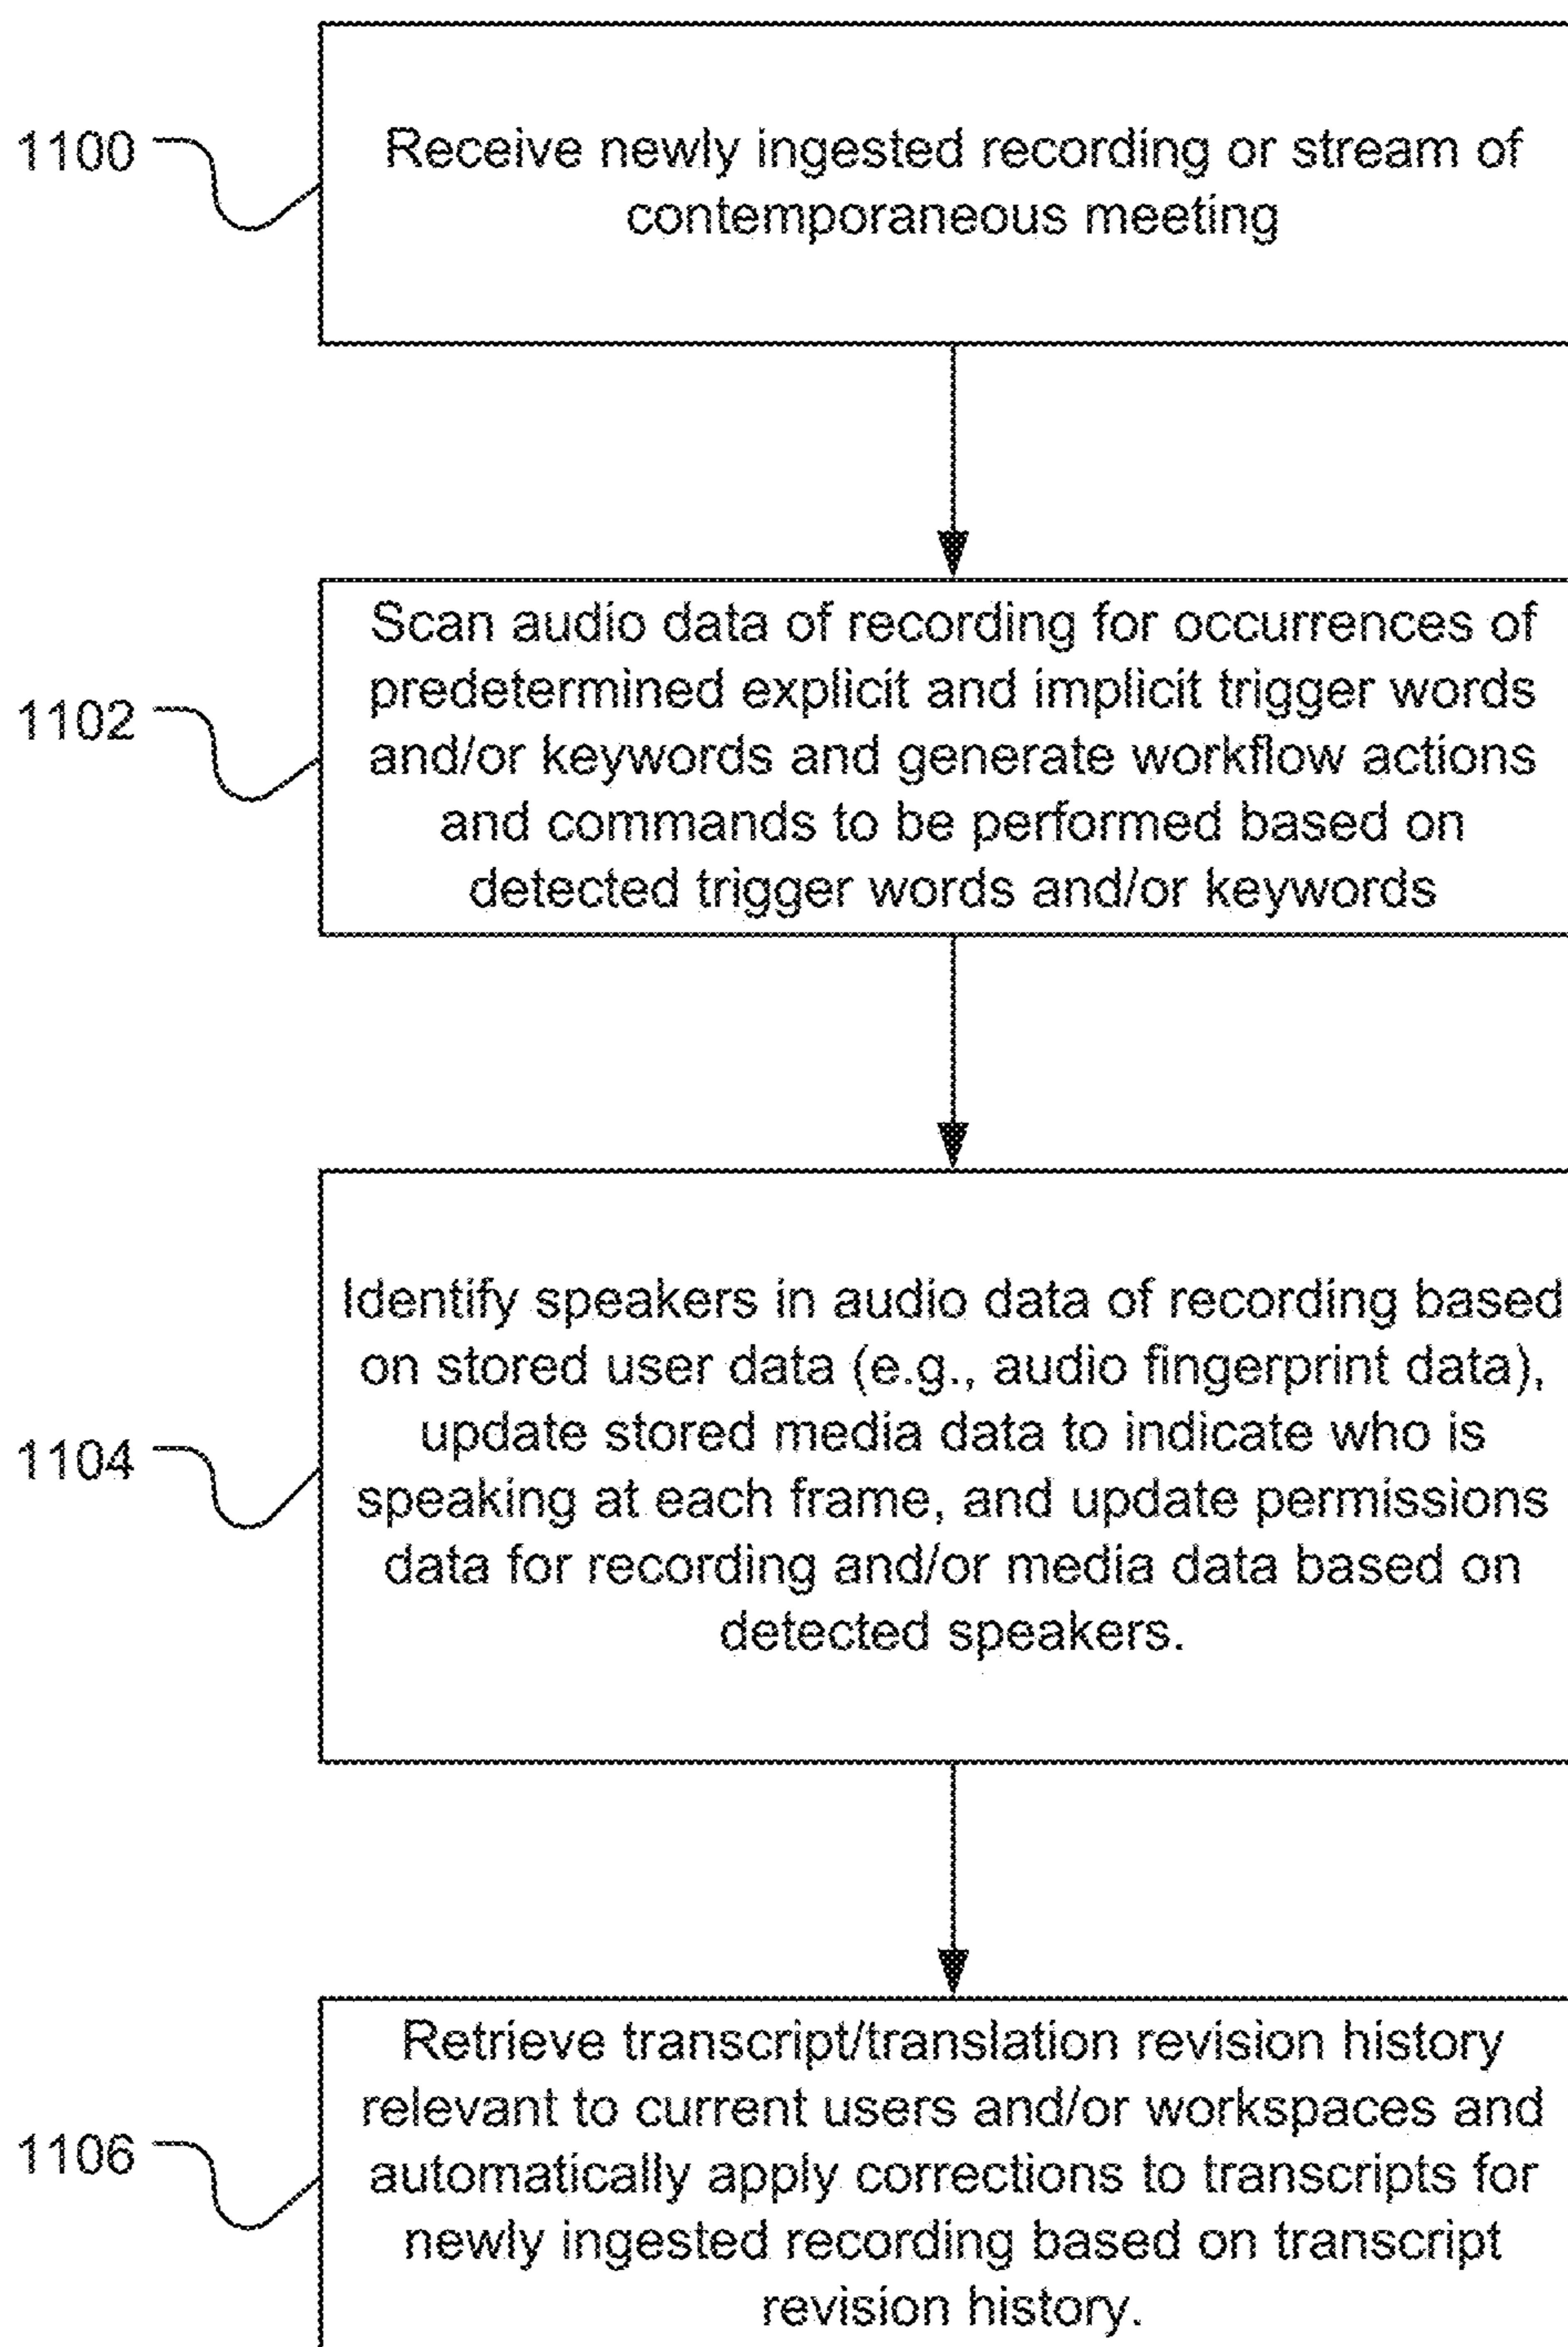 1100
Receive newly ingested recording or stream of
contemporaneous meeting
1102
Scan audio data of recording for occurrences of
predetermined explicit and implicit trigger words
and/or keywords and generate workflow actions
and commands to be performed based on
detected trigger words and/or keywords
1104
Identify speakers in audio data of recording based
on stored user data (e.g., audio fingerprint data),
update stored media data to indicate who is
speaking at each frame, and update permissions
data for recording and/or media data based on
detected speakers.
1106
Retrieve transcript/translation revision history
relevant to current users and/or workspaces and
automatically apply corrections to transcripts for
newly ingested recording based on transcript
revision history.